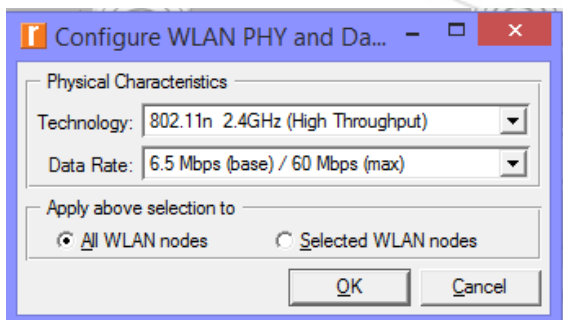 Configure WLAN PHY and Da...
Physical Characteristics
Technology: 802.11n 2.4GHz (High Throughput)
Data Rate: 6.5 Mbps (base) / 60 Mbps (max)
Apply above selection to
All WLAN nodes Selected WLAN nodes
OK Cancel